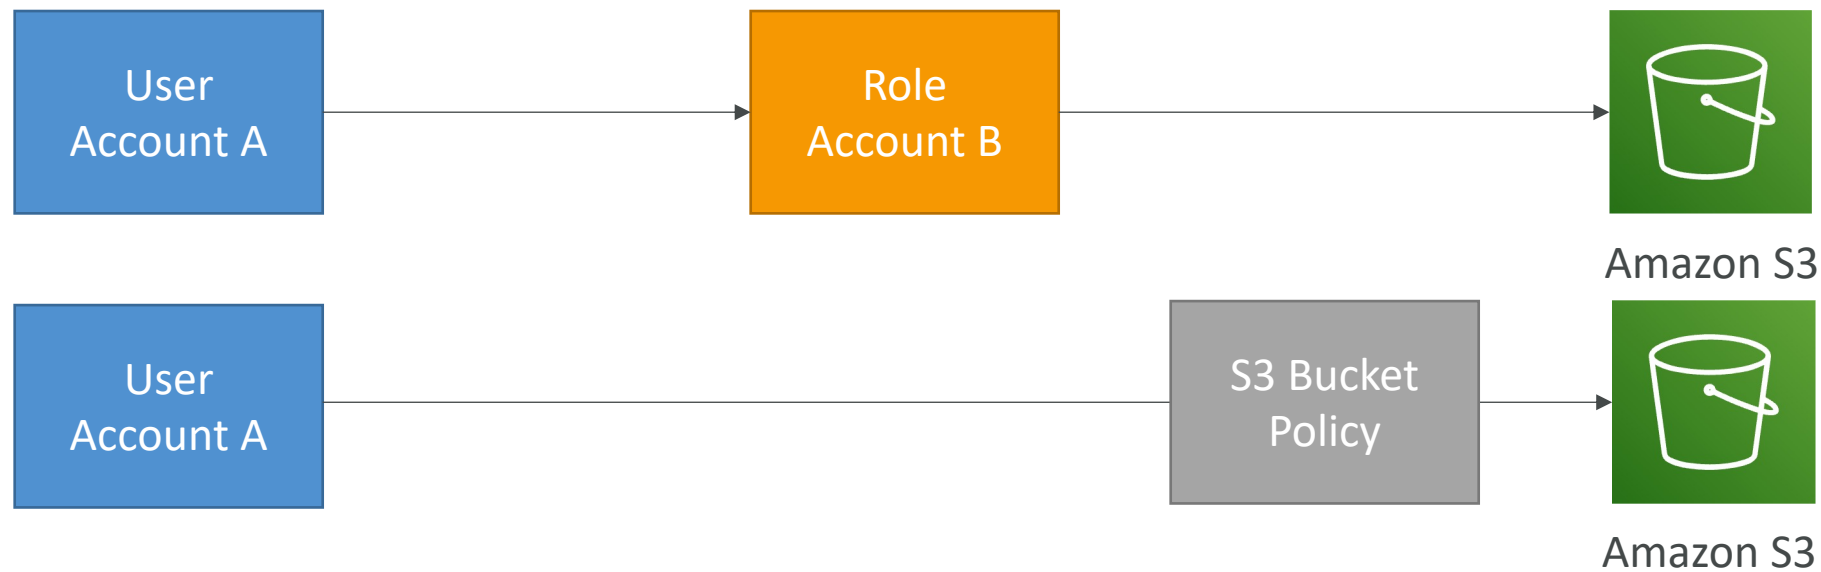 User
Account A
Role
Account B
Amazon S3
User
Account A
S3 Bucket
Policy
Amazon S3